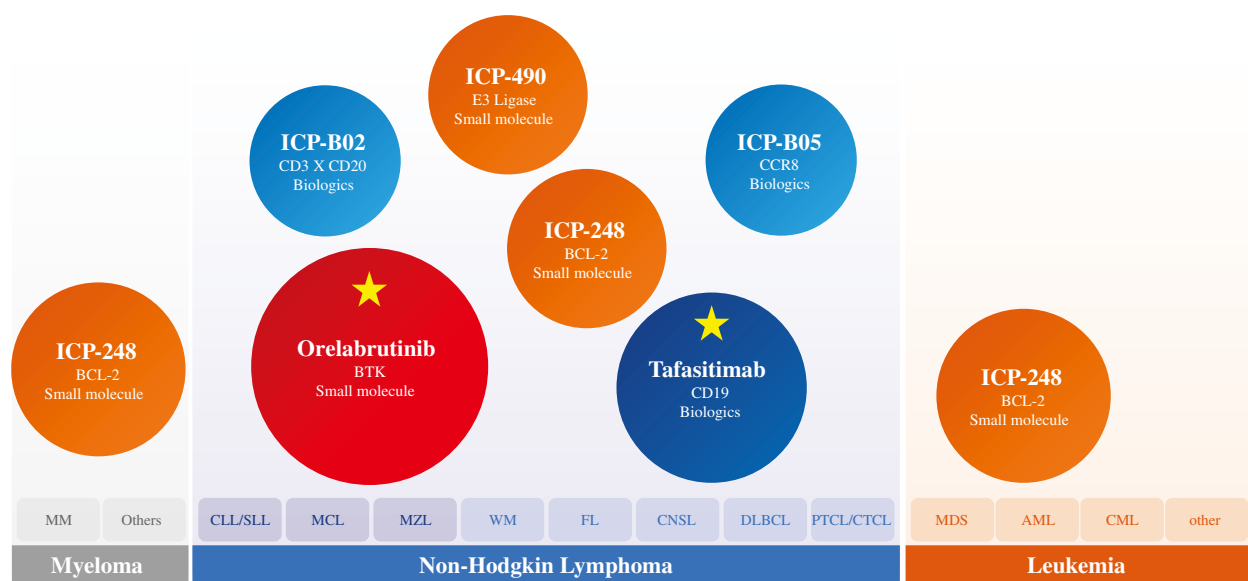 ICP-490
E3 Ligase
Small molecule
ICP-B02
CD3 X CD20
Biologics
ICP-B05
CCR8
Biologics
ICP-248
BCL-2
Small molecule
ICP-248
BCL-2
Small molecule
Orelabrutinib
BTK
Small molecule
Tafasitimab
CD19
Biologics
ICP-248
BCL-2
Small molecule
MM
Others
CLL/SLL
MCL
MZL
WM
FL
CNSL
DLBCL
PTCL/CTCL
MDS
AML
CML
other
Myeloma
Non-Hodgkin Lymphoma
Leukemia